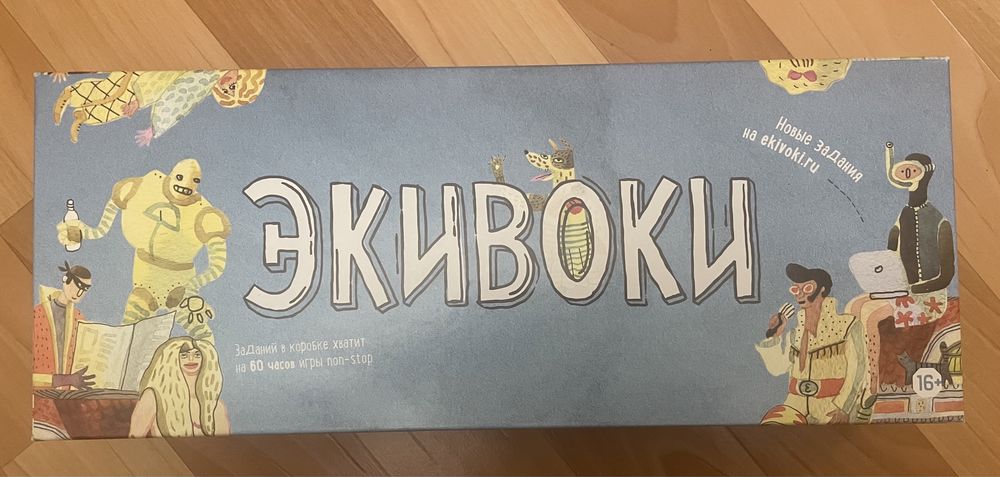 Новые задания
на ekivoki.ru
ЭКИВОКИ
Заданий в коробке хватит
на 60 часов игры non-stop
16+